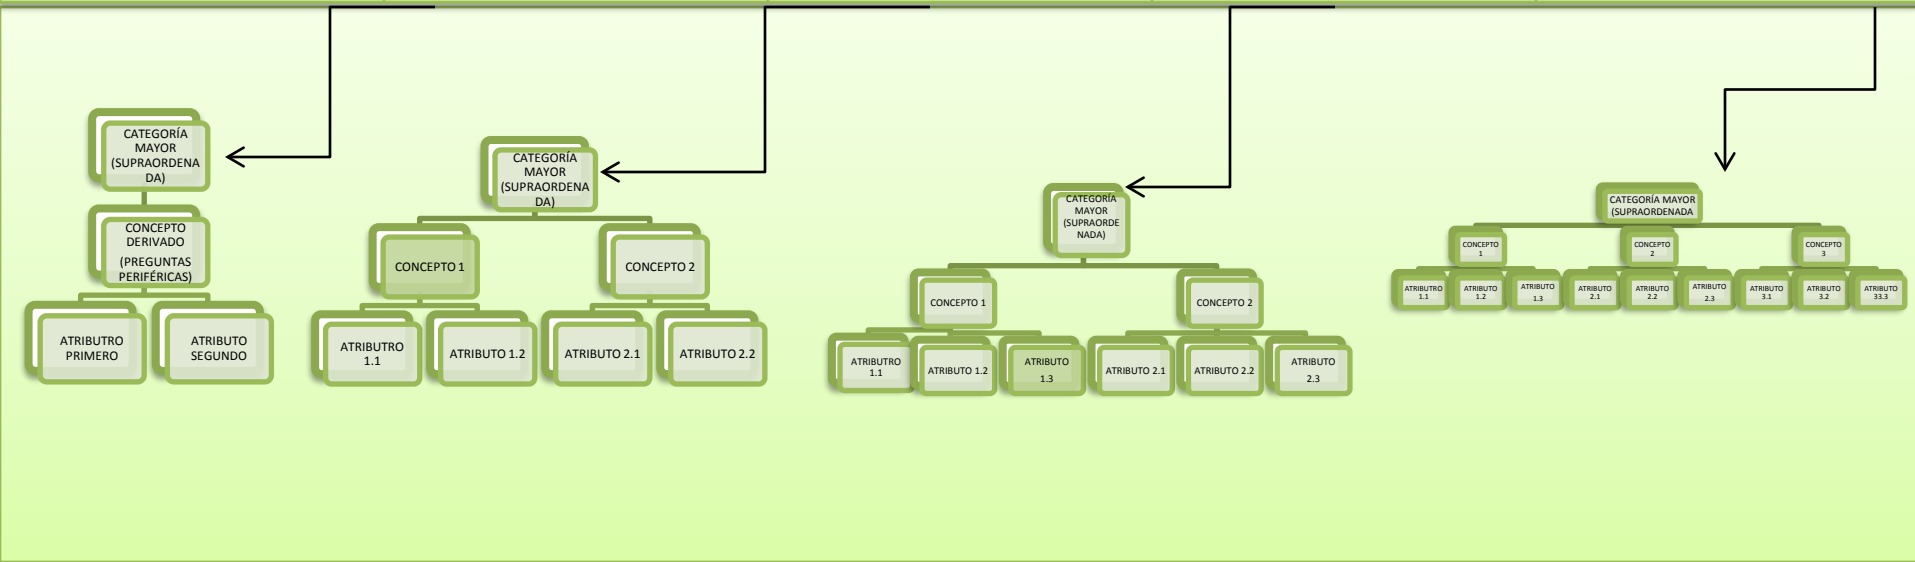 CATEGORÍA
MAYOR
(SUPRAORDENA
DA)
CONCEPTO
DERIVADO
(PREGUNTAS
PERIFÉRICAS)
ATRIBUTRO
PRIMERO
ATRIBUTO
SEGUNDO
CATEGORÍA
MAYOR
(SUPRAORDENA
DA)
CONCEPTO 1
CONCEPTO 2
ATRIBUTRO
1.1
ATRIBUTO 1.2
ATRIBUTO 2.1
ATRIBUTO 2.2
CATEGORÍA
MAYOR
(SUPRAORDE
NADA)
CONCEPTO 1
CONCEPTO 2
ATRIBUTRO
1.1
ATRIBUTO 1.2
ATRIBUTO
1.3
ATRIBUTO 2.1
ATRIBUTO 2.2
ATRIBUTO
2.3
CATEGORÍA MAYOR
(SUPRAORDENADA
CONCEPTO
1
CONCEPTO
2
CONCEPTO
3
ATRIBUTRO
1.1
ATRIBUTO
1.2
ATRIBUTO
1.3
ATRIBUTO
2.1
ATRIBUTO
2.2
ATRIBUTO
2.3
ATRIBUTO
3.1
ATRIBUTO
3.2
ATRIBUTO
33.3